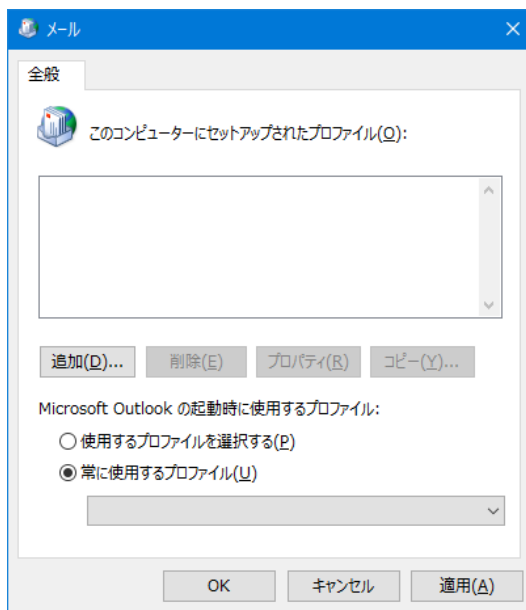 メール
全般
このコンピューターにセットアップされたプロファイル(O):
追加(D)... 削除(E) プロパティ(R) コピー(Y)...
Microsoft Outlook の起動時に使用するプロファイル:
使用するプロファイルを選択する(P)
常に使用するプロファイル(U)
OK キャンセル 適用(A)